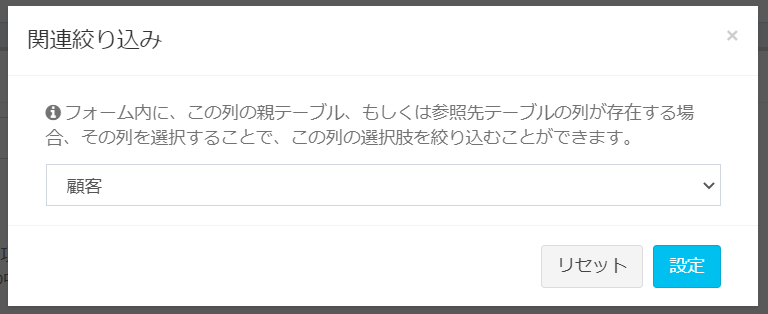 関連絞り込み
×
フォーム内に、この列の親テーブル、もしくは参照先テーブルの列が存在する場
合、その列を選択することで、この列の選択肢を絞り込むことができます。
顧客
リセット 設定